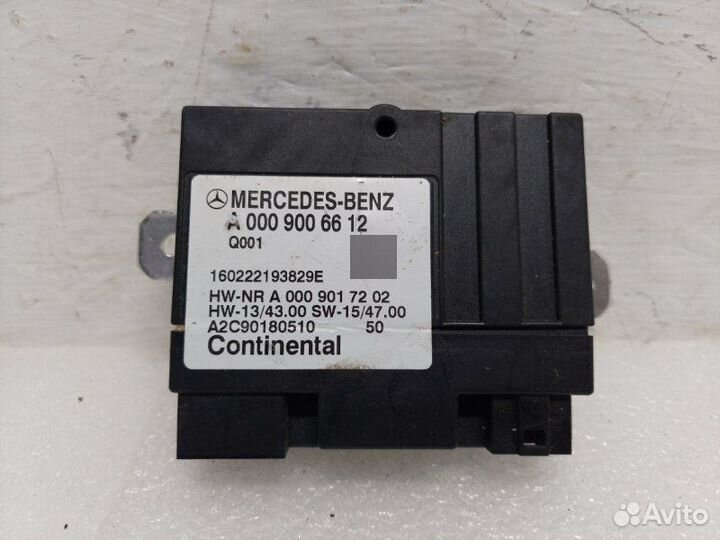 MERCEDES-BENZ
A 000 900 66 12
Q001
160222193829E
HW-NR A 000 901 72 02
HW-13/43.00 SW-15/47.00
A2C90180510 50
Continental
Avito